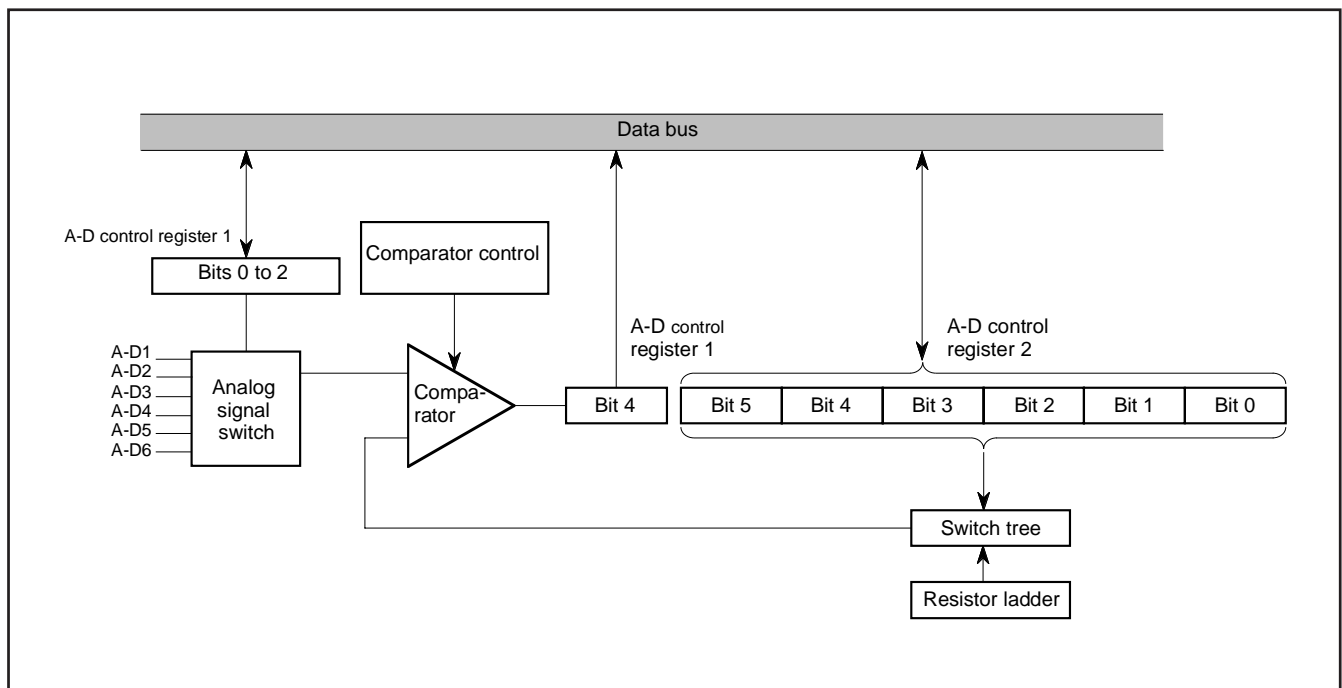 Data bus
A-D control register 1
Bits 0 to 2
Comparator control
A-D control
register 1
A-D control
register 2
A-D1
A-D2
A-D3
A-D4
A-D5
A-D6
Analog
signal
switch
Compa-
rator
Bit 4
Bit 5
Bit 4
Bit 3
Bit 2
Bit 1
Bit 0
Switch tree
Resistor ladder